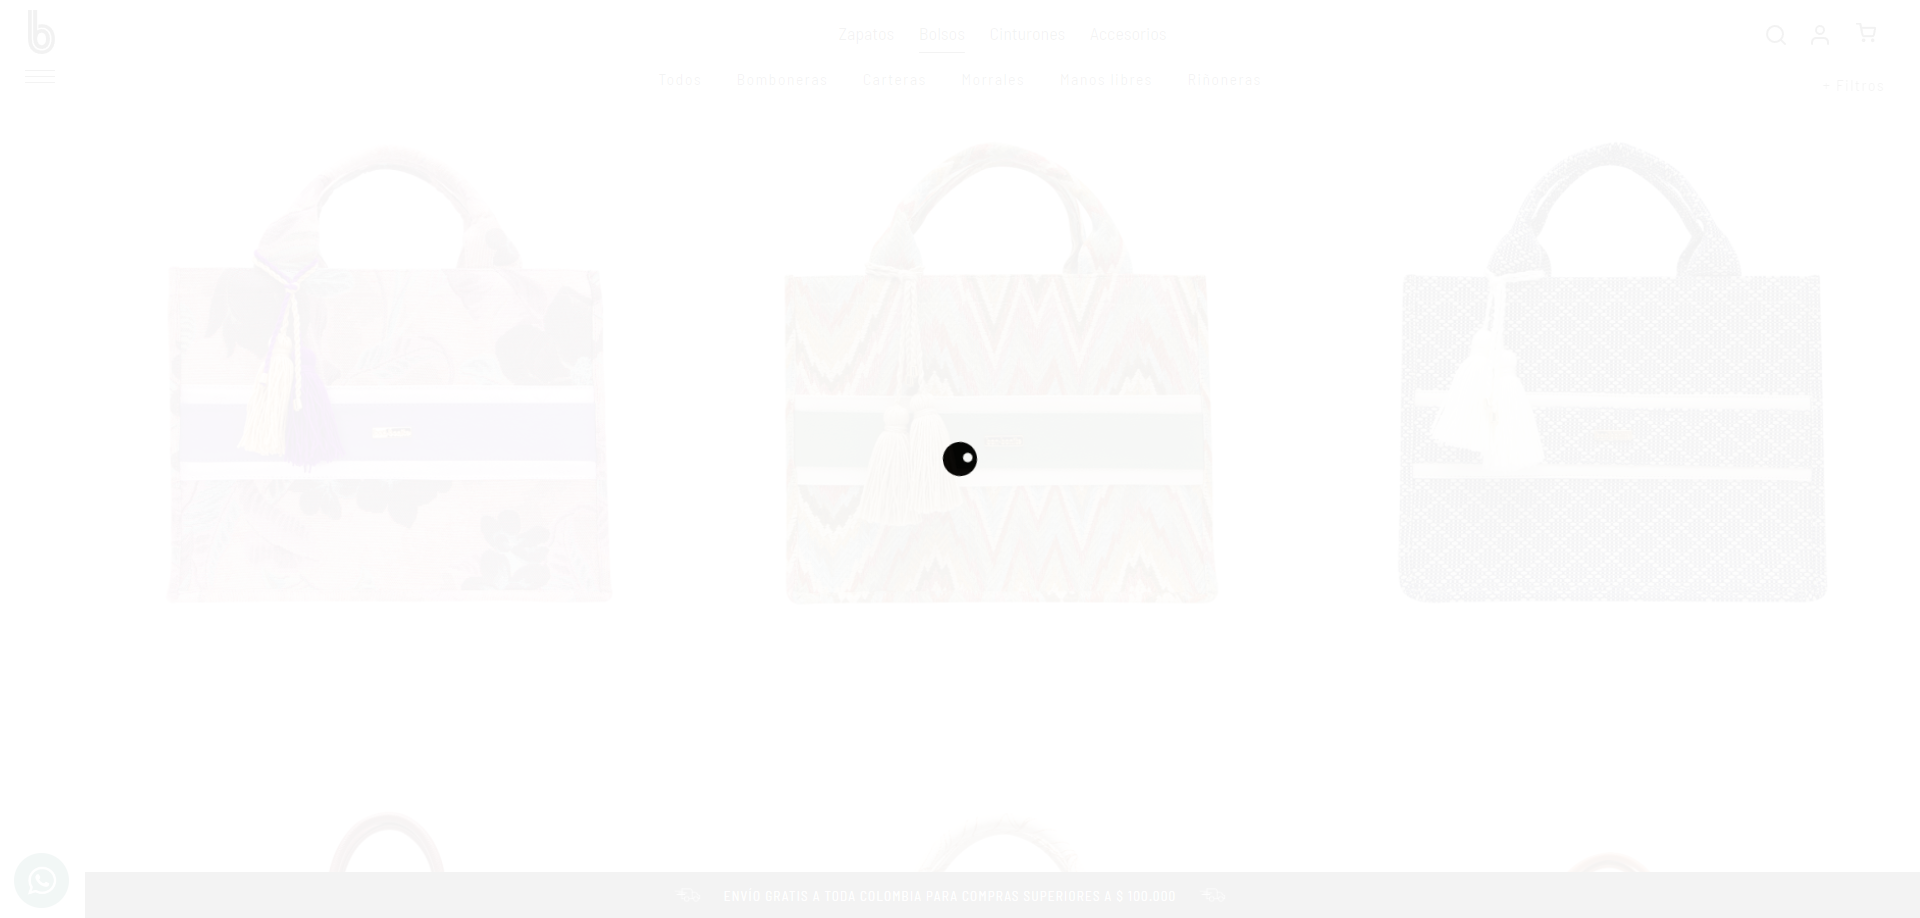 b
Zapatos Bolsos Cinturones Accesorios
Todos Bomboneras Carteras Morrales Manos libres Riñoneras
+ Filtros
ENVÍO GRATIS A TODA COLOMBIA PARA COMPRAS SUPERIORES A $ 100.000